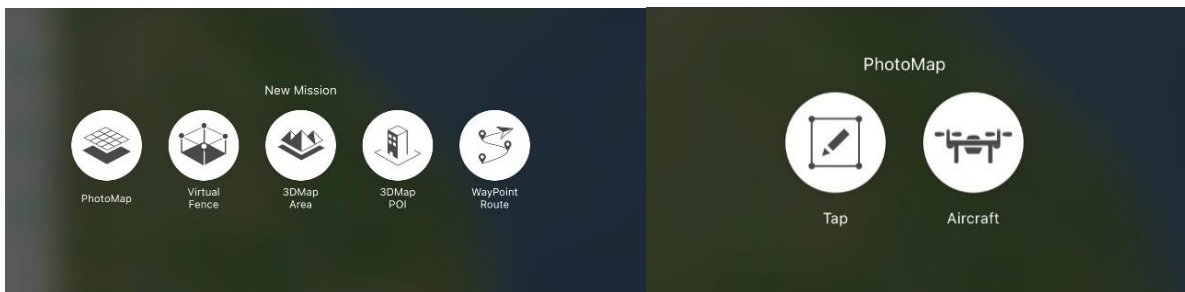 New Mission
PhotoMap
Virtual
Fence
3DMap
Area
3DMap
POI
WayPoint
Route
PhotoMap
Tap
Aircraft